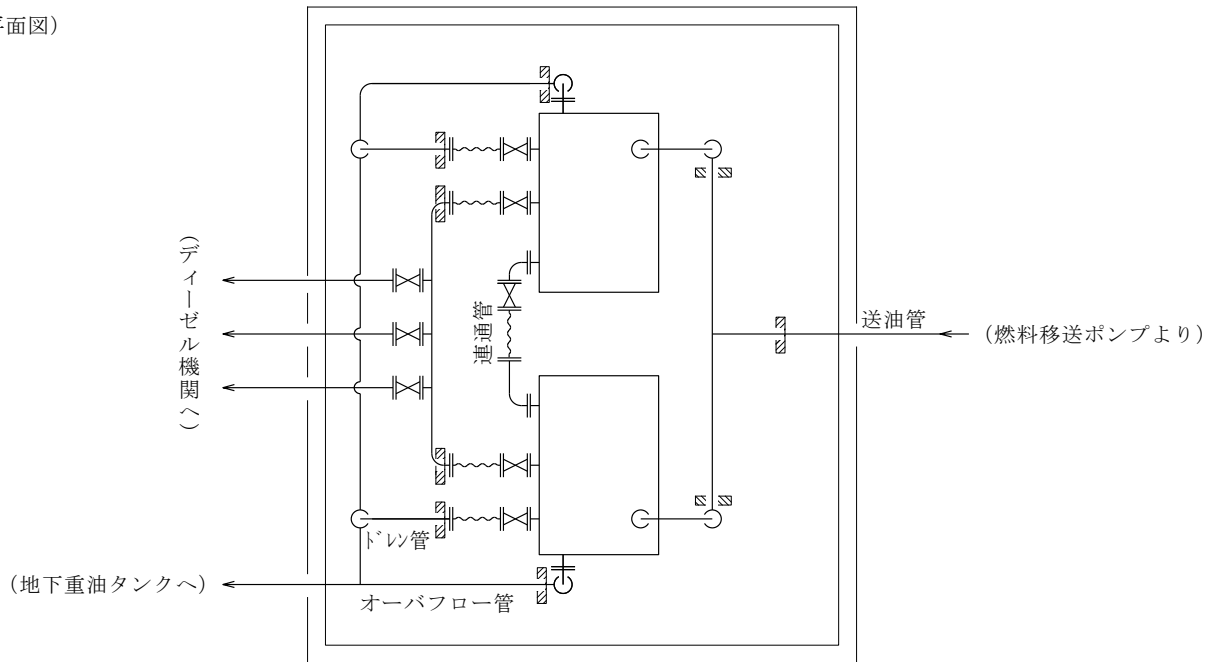 平面図）
（ディーゼル機関へ）
連通管
送油管
（燃料移送ポンプより）
ドレン管
（地下重油タンクへ）
オーバフロー管